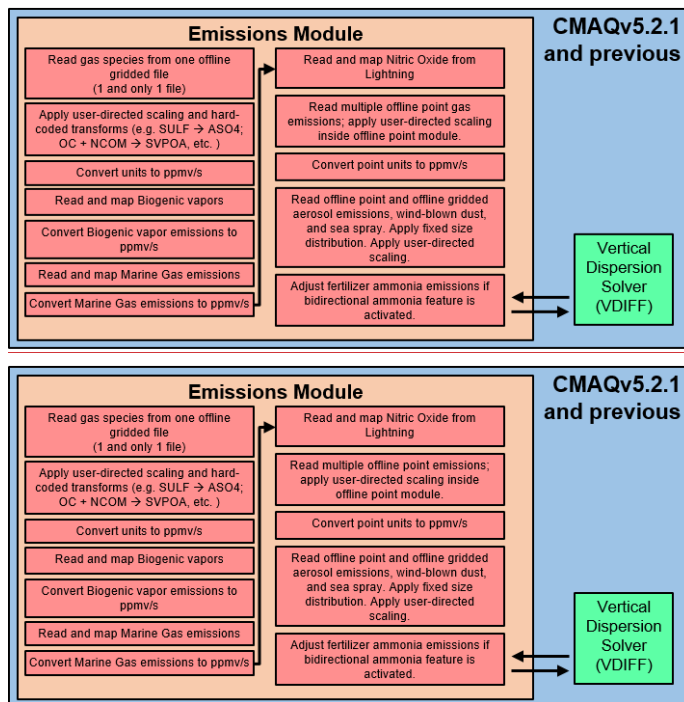 Emissions Module
CMAQv5.2.1
and previous
Read gas species from one offline
gridded file
(1 and only 1 file)
Apply user-directed scaling and hard-
coded transforms (e.g. SULF → ASO4;
OC + NCOM → SVPOA, etc. )
Convert units to ppmv/s
Read and map Biogenic vapors
Convert Biogenic vapor emissions to
ppmv/s
Read and map Marine Gas emissions
Convert Marine Gas emissions to ppmv/s
Read and map Nitric Oxide from
Lightning
Read multiple offline point gas
emissions; apply user-directed scaling
inside offline point module.
Convert point units to ppmv/s
Read offline point and offline gridded
aerosol emissions, wind-blown dust,
and sea spray. Apply fixed size
distribution. Apply user-directed
scaling.
Adjust fertilizer ammonia emissions if
bidirectional ammonia feature is
activated.
Vertical
Dispersion
Solver
(VDIFF)
Emissions Module
CMAQv5.2.1
and previous
Read gas species from one offline
gridded file
(1 and only 1 file)
Apply user-directed scaling and hard-
coded transforms (e.g. SULF → ASO4;
OC + NCOM → SVPOA, etc. )
Convert units to ppmv/s
Read and map Biogenic vapors
Convert Biogenic vapor emissions to
ppmv/s
Read and map Marine Gas emissions
Convert Marine Gas emissions to ppmv/s
Read and map Nitric Oxide from
Lightning
Read multiple offline point emissions;
apply user-directed scaling inside
offline point module.
Convert point units to ppmv/s
Read offline point and offline gridded
aerosol emissions, wind-blown dust,
and sea spray. Apply fixed size
distribution. Apply user-directed
scaling.
Adjust fertilizer ammonia emissions if
bidirectional ammonia feature is
activated.
Vertical
Dispersion
Solver
(VDIFF)